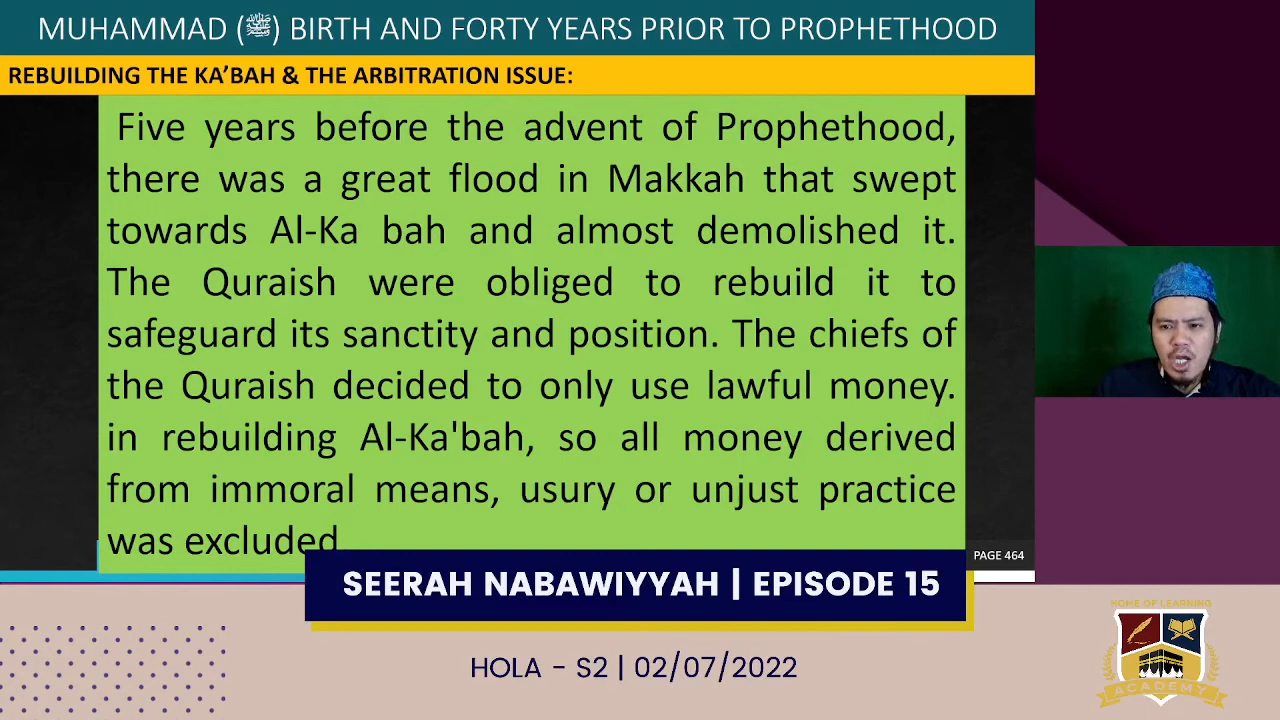 MUHAMMAD (ﷺ) BIRTH AND FORTY YEARS PRIOR TO PROPHETHOOD
REBUILDING THE KA’BAH & THE ARBITRATION ISSUE:
Five years before the advent of Prophethood,
there was a great flood in Makkah that swept
towards Al-Ka bah and almost demolished it.
The Quraish were obliged to rebuild it to
safeguard its sanctity and position. The chiefs of
the Quraish decided to only use lawful money.
in rebuilding Al-Ka'bah, so all money derived
from immoral means, usury or unjust practice
was excluded.
PAGE 464
SEERAH NABAWIYYAH | EPISODE 15
HOLA - S2 | 02/07/2022
HOME OF LEARNING
ACADEMY